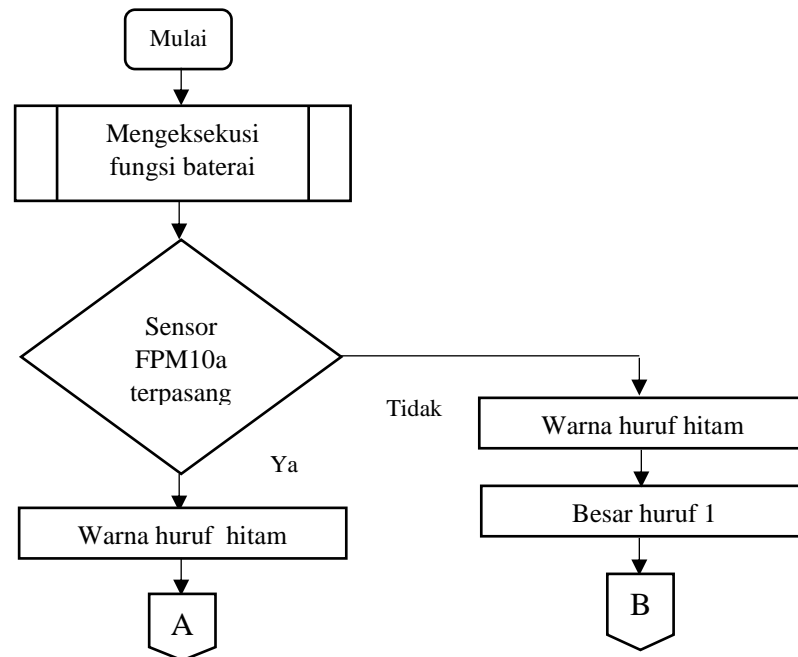 Mulai
Mengeksekusi
fungsi baterai
Sensor
FPM10a
terpasang
Tidak
Ya
Warna huruf hitam
Besar huruf 1
B
Warna huruf hitam
A